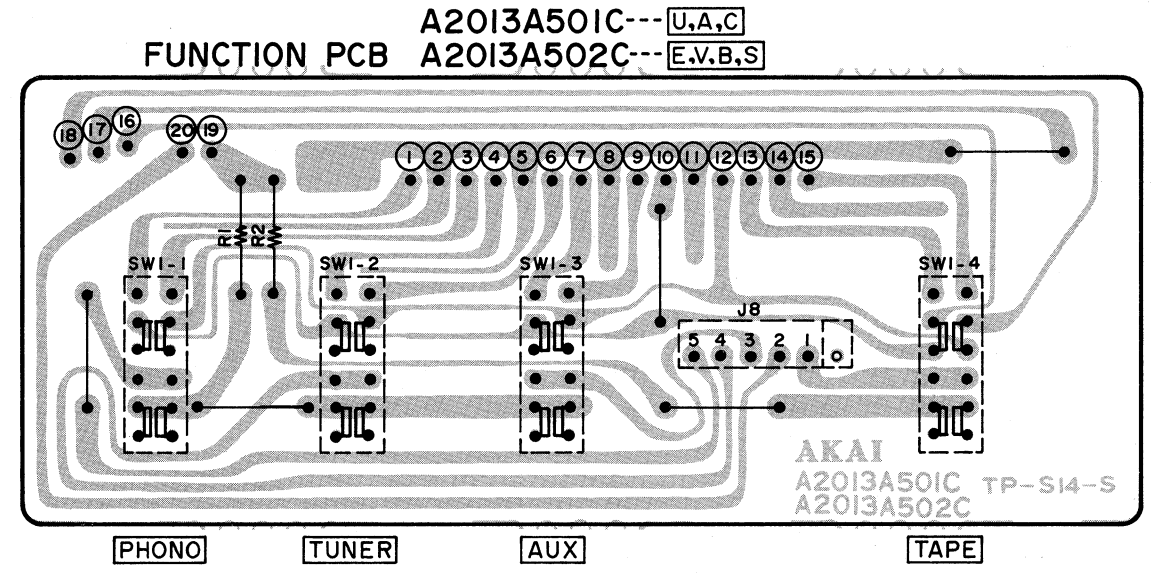 A2013A501C---U,A,C
FUNCTION PCB A2013A502C---E,V,B,S
18 17 16 20 19
1 2 3 4 5 6 7 8 9 10 11 12 13 14 15
R1 R2
SW1-1 SW1-2 SW1-3 SW1-4
J8
5 4 3 2 1
AKAI
A2013A501C TP-S14-S
A2013A502C
PHONO TUNER AUX TAPE